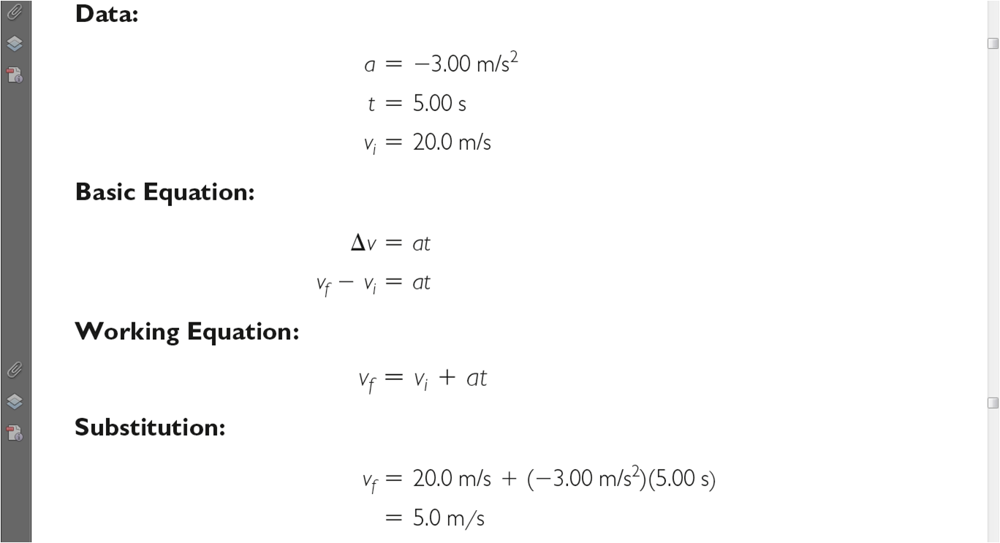 Data:
a = −3.00 m/s²
t = 5.00 s
vᵢ = 20.0 m/s
Basic Equation:
Δv = at
v_f − vᵢ = at
Working Equation:
v_f = vᵢ + at
Substitution:
v_f = 20.0 m/s + (−3.00 m/s²)(5.00 s)
= 5.0 m/s